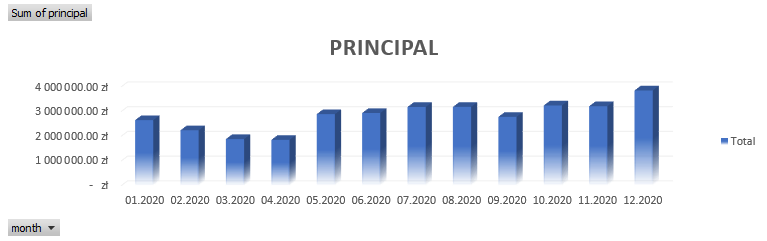 Sum of principal
PRINCIPAL
4 000 000.00 zł
3 000 000.00 zł
2 000 000.00 zł
1 000 000.00 zł
- zł
01.2020 02.2020 03.2020 04.2020 05.2020 06.2020 07.2020 08.2020 09.2020 10.2020 11.2020 12.2020
Total
month